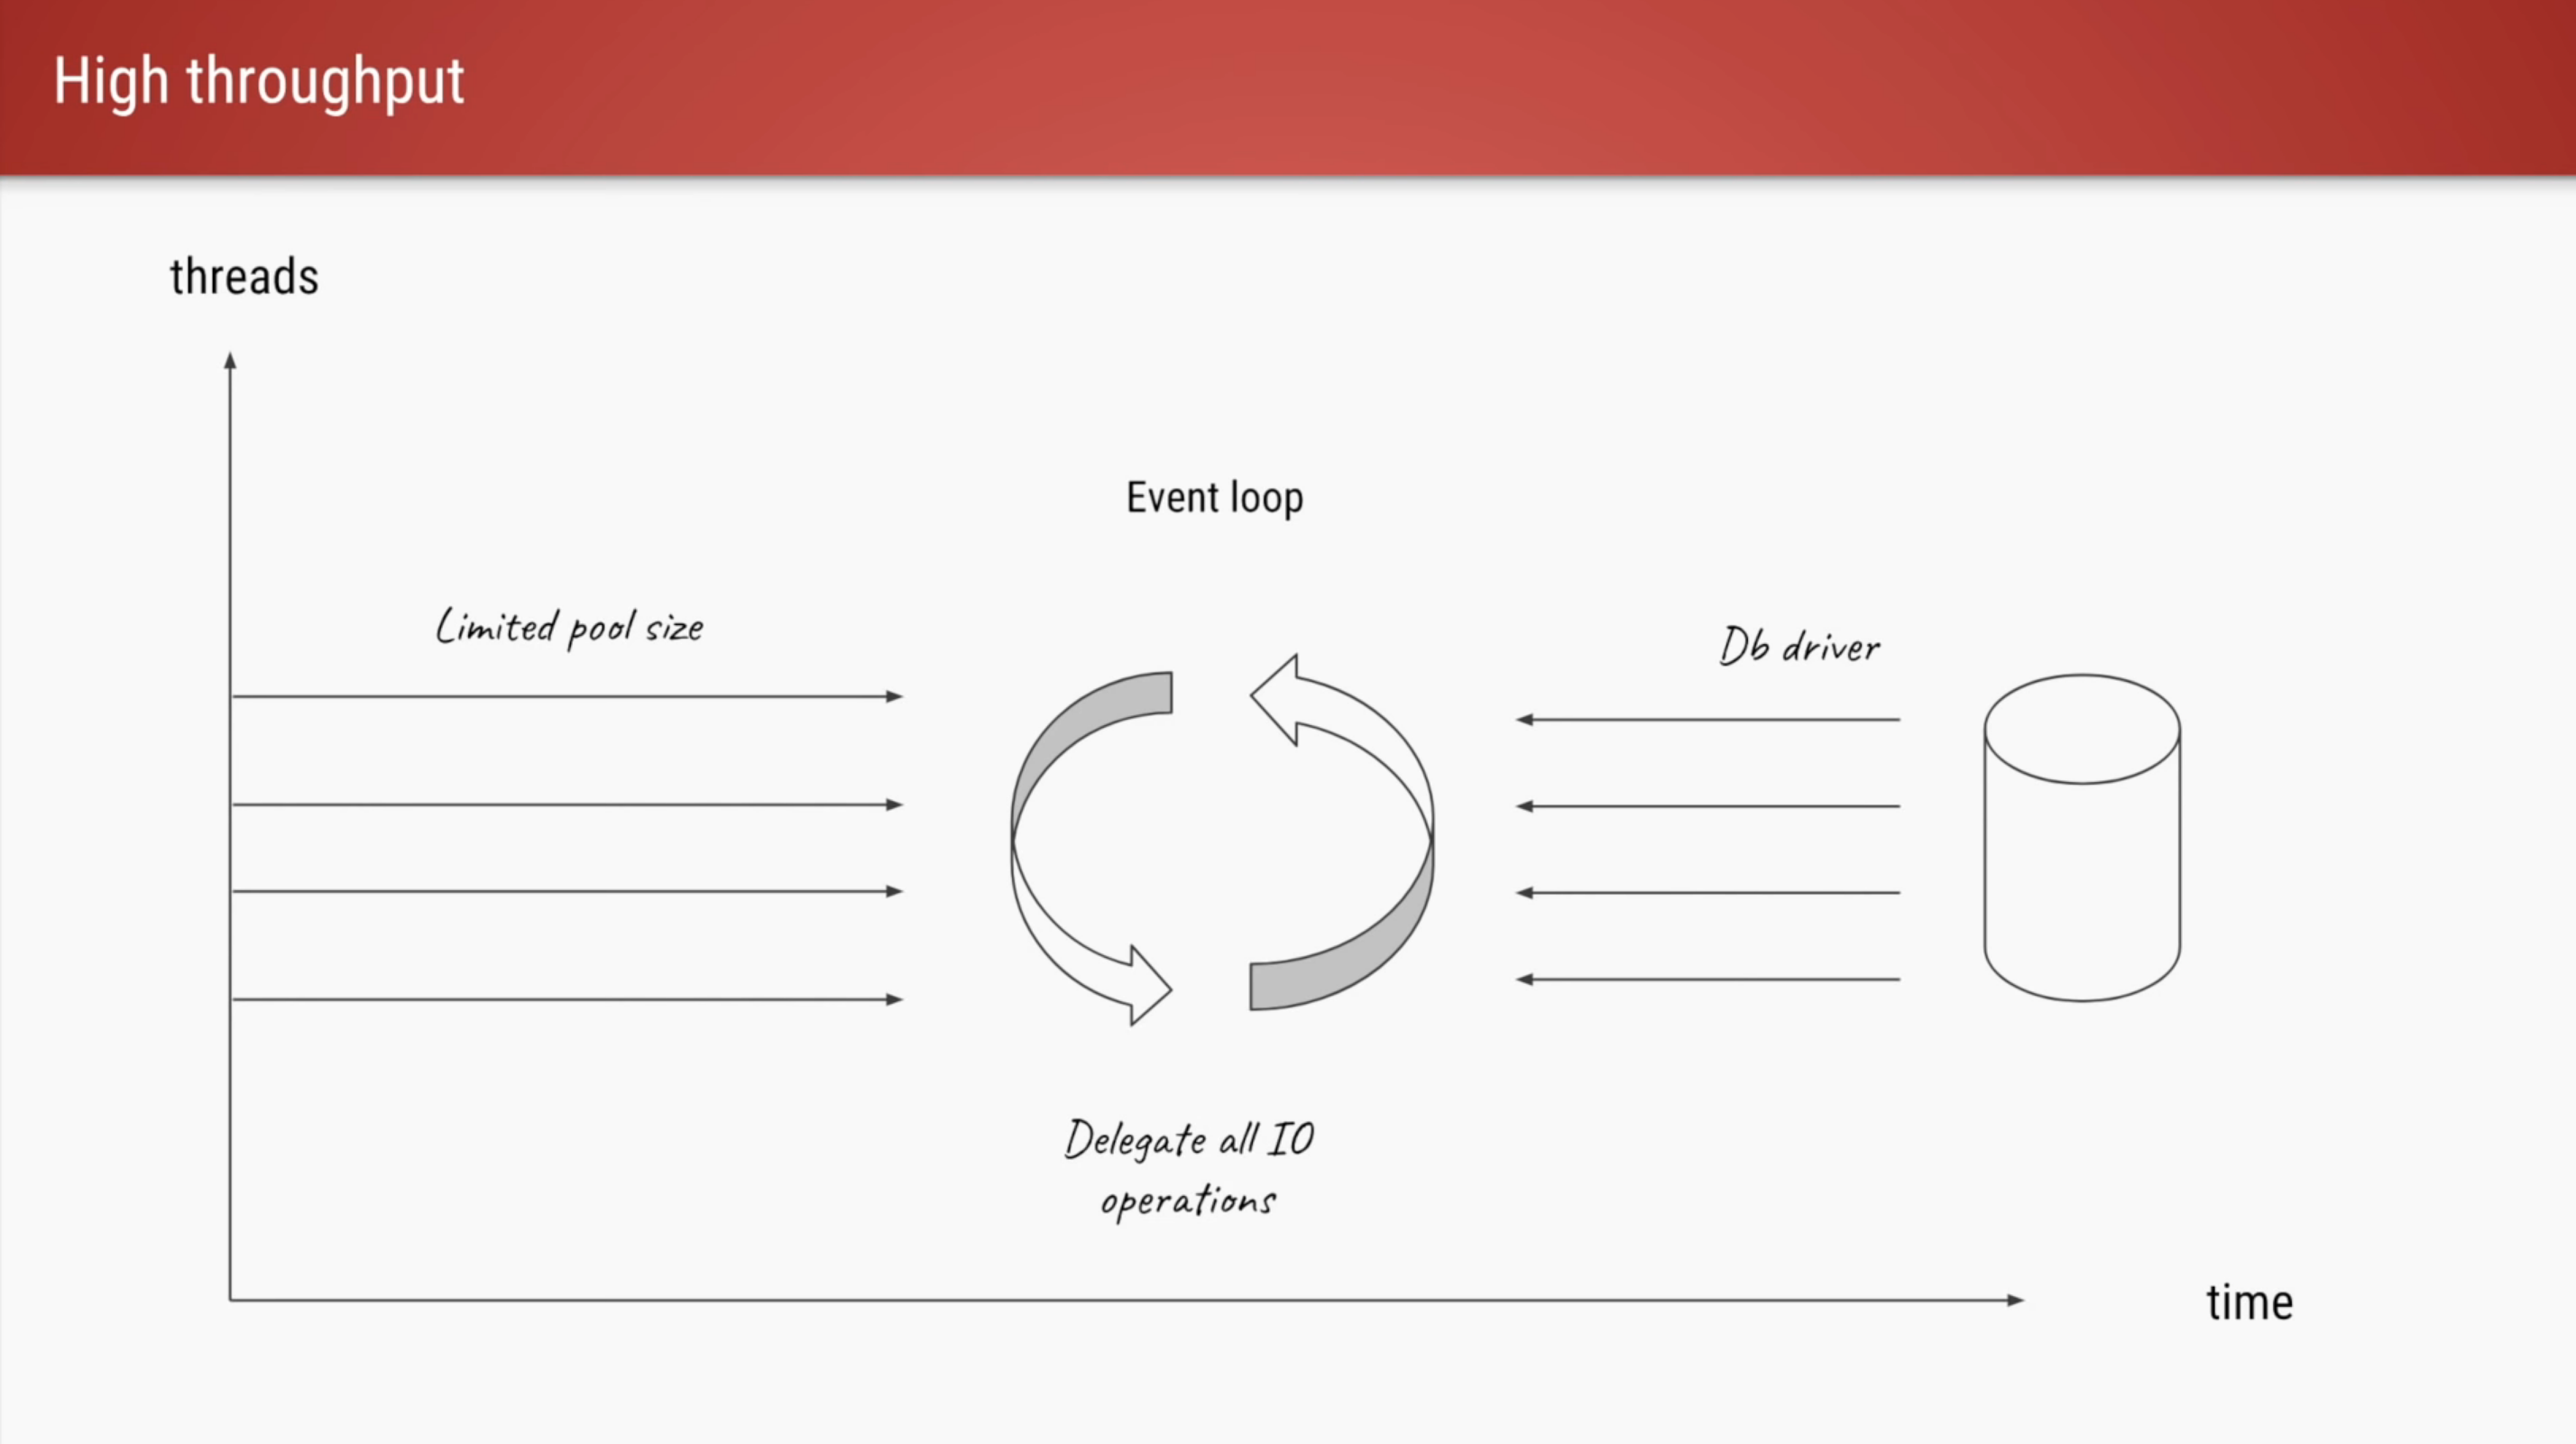 High throughput
threads
Event loop
Limited pool size
Db driver
Delegate all IO
operations
time